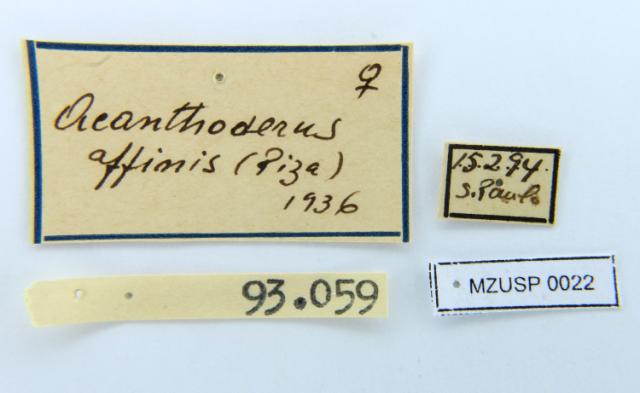 ♀
Acanthoderus
affinis (Piza)
1936
15.2.94.
S. Paulo
93.059
MZUSP 0022